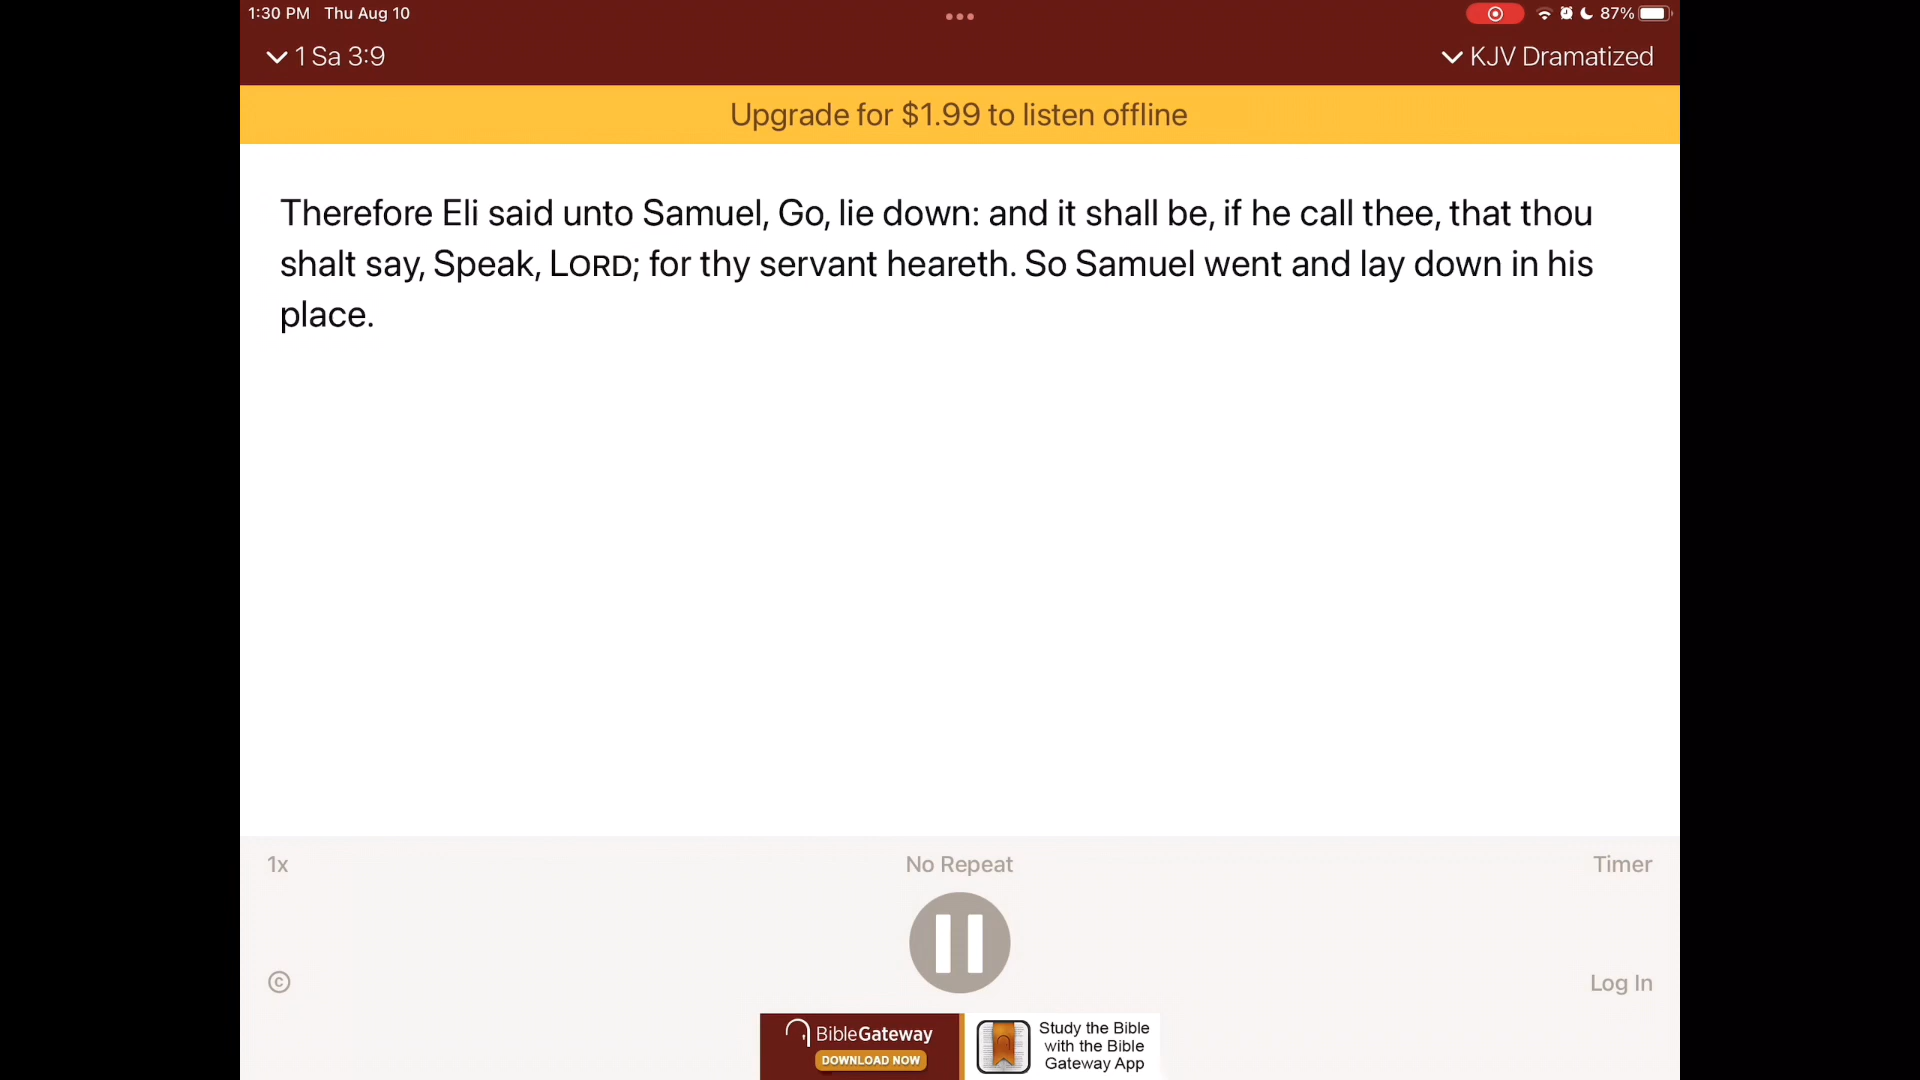 1:30 PM Thu Aug 10
87%
1 Sa 3:9
KJV Dramatized
Upgrade for $1.99 to listen offline
Therefore Eli said unto Samuel, Go, lie down: and it shall be, if he call thee, that thou
shalt say, Speak, LORD; for thy servant heareth. So Samuel went and lay down in his
place.
1x
No Repeat
Timer
©
Log In
BibleGateway
DOWNLOAD NOW
Study the Bible
with the Bible
Gateway App